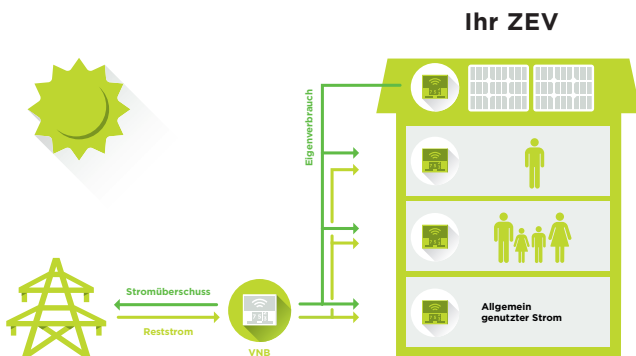 Ihr ZEV
Eigenverbrauch
Stromüberschuss
Reststrom
VNB
Allgemein
genutzter Strom